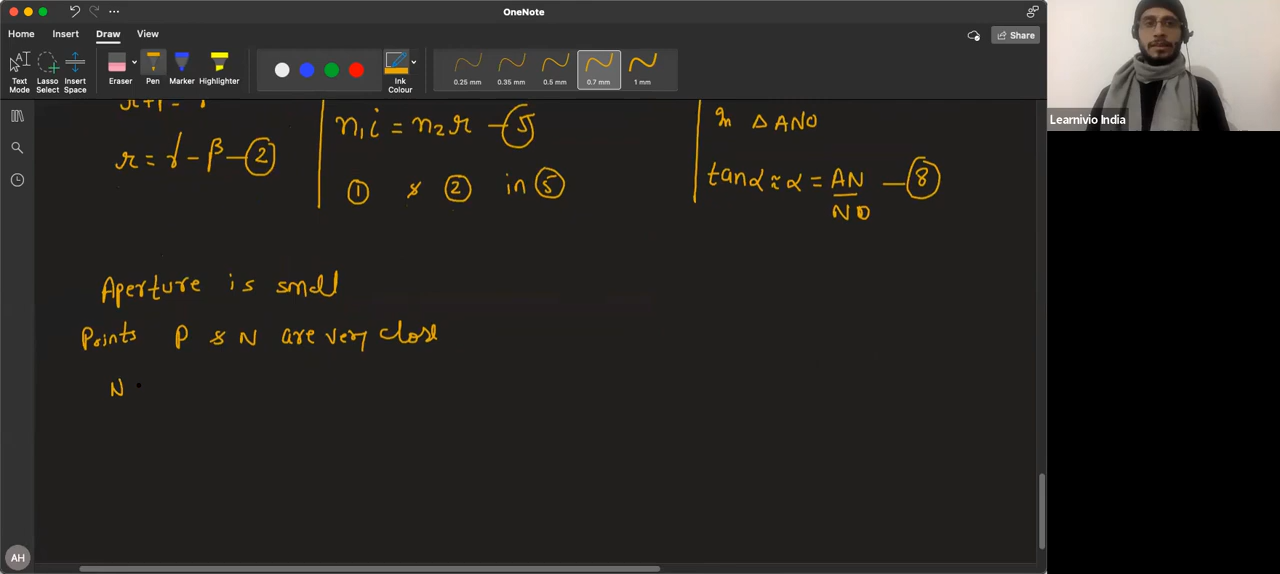 OneNote
Home Insert Draw View
Share
Text Mode
Lasso Select
Insert Space
Eraser
Pen
Marker
Highlighter
Ink Colour
0.25 mm
0.35 mm
0.5 mm
0.7 mm
1 mm
Learnivio India
r = γ - β — ②
n₁i = n₂r — ⑤
① & ② in ⑤
In △ ANO
tanα ≈ α = AN/NO — ⑧
Aperture is small
Points P & N are very close
N
AH